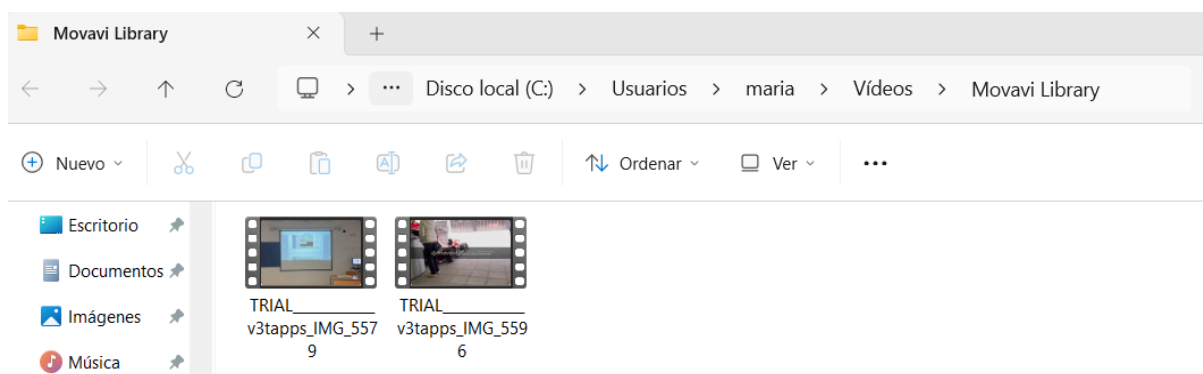 Movavi Library
Disco local (C:) > Usuarios > maria > Vídeos > Movavi Library
Nuevo
Ordenar
Ver
Escritorio
Documentos
Imágenes
Música
TRIAL__________
v3tapps_IMG_557
9
TRIAL__________
v3tapps_IMG_559
6